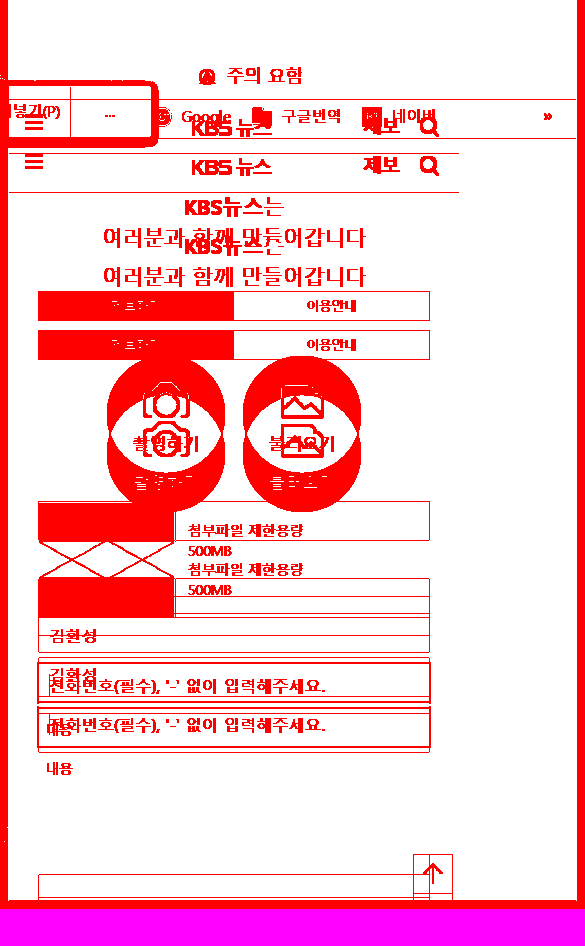 주의 요함
넣기(P) ... Google 구글번역 네이버 »
KBS 뉴스 제보
KBS 뉴스 제보
KBS뉴스는
여러분과 함께 만들어갑니다
KBS뉴스는
여러분과 함께 만들어갑니다
이용안내
이용안내
촬영하기 불러오기
첨부파일 제한용량
500MB
첨부파일 제한용량
500MB
김환성
김환성
전화번호(필수), '-' 없이 입력해주세요.
전화번호(필수), '-' 없이 입력해주세요.
내용
내용